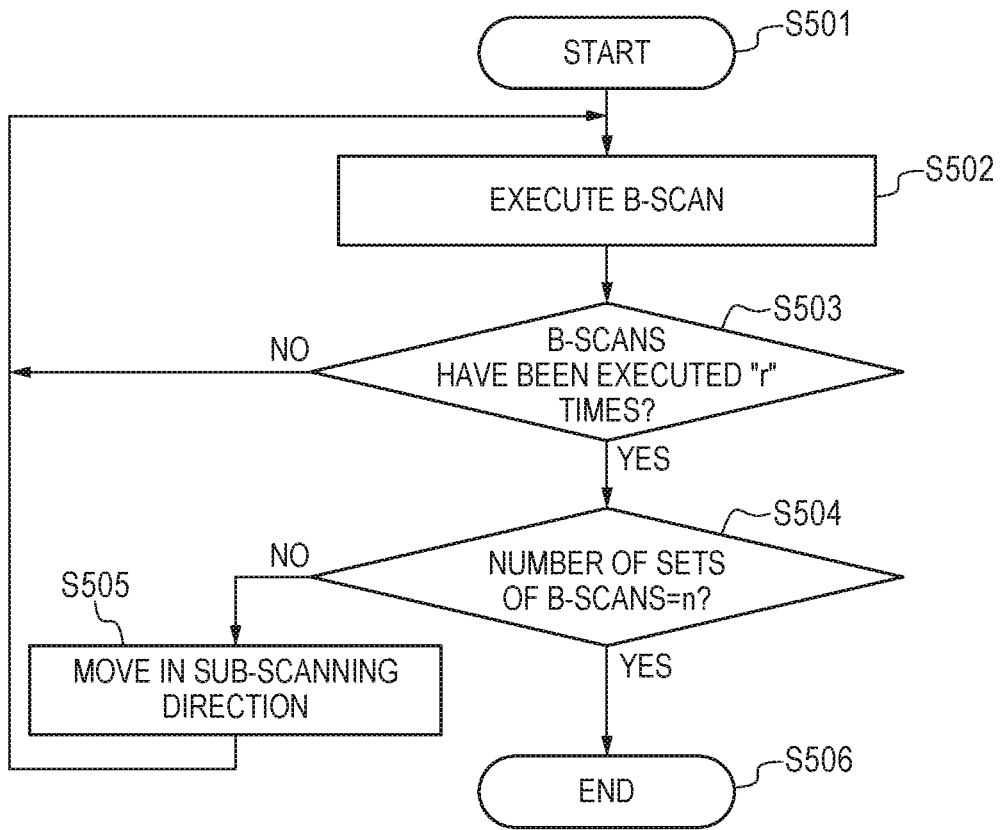 START
S501
EXECUTE B-SCAN
S502
B-SCANS
HAVE BEEN EXECUTED "r"
TIMES?
S503
NO
YES
NUMBER OF SETS
OF B-SCANS=n?
S504
NO
YES
S505
MOVE IN SUB-SCANNING
DIRECTION
END
S506